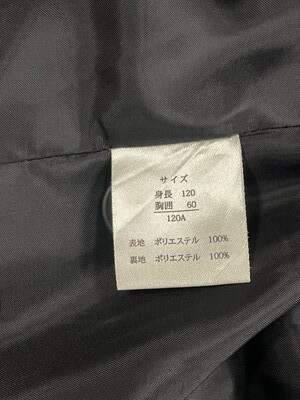 サイズ
身長 120
胸囲 60
120A
表地 ポリエステル 100%
裏地 ポリエステル 100%